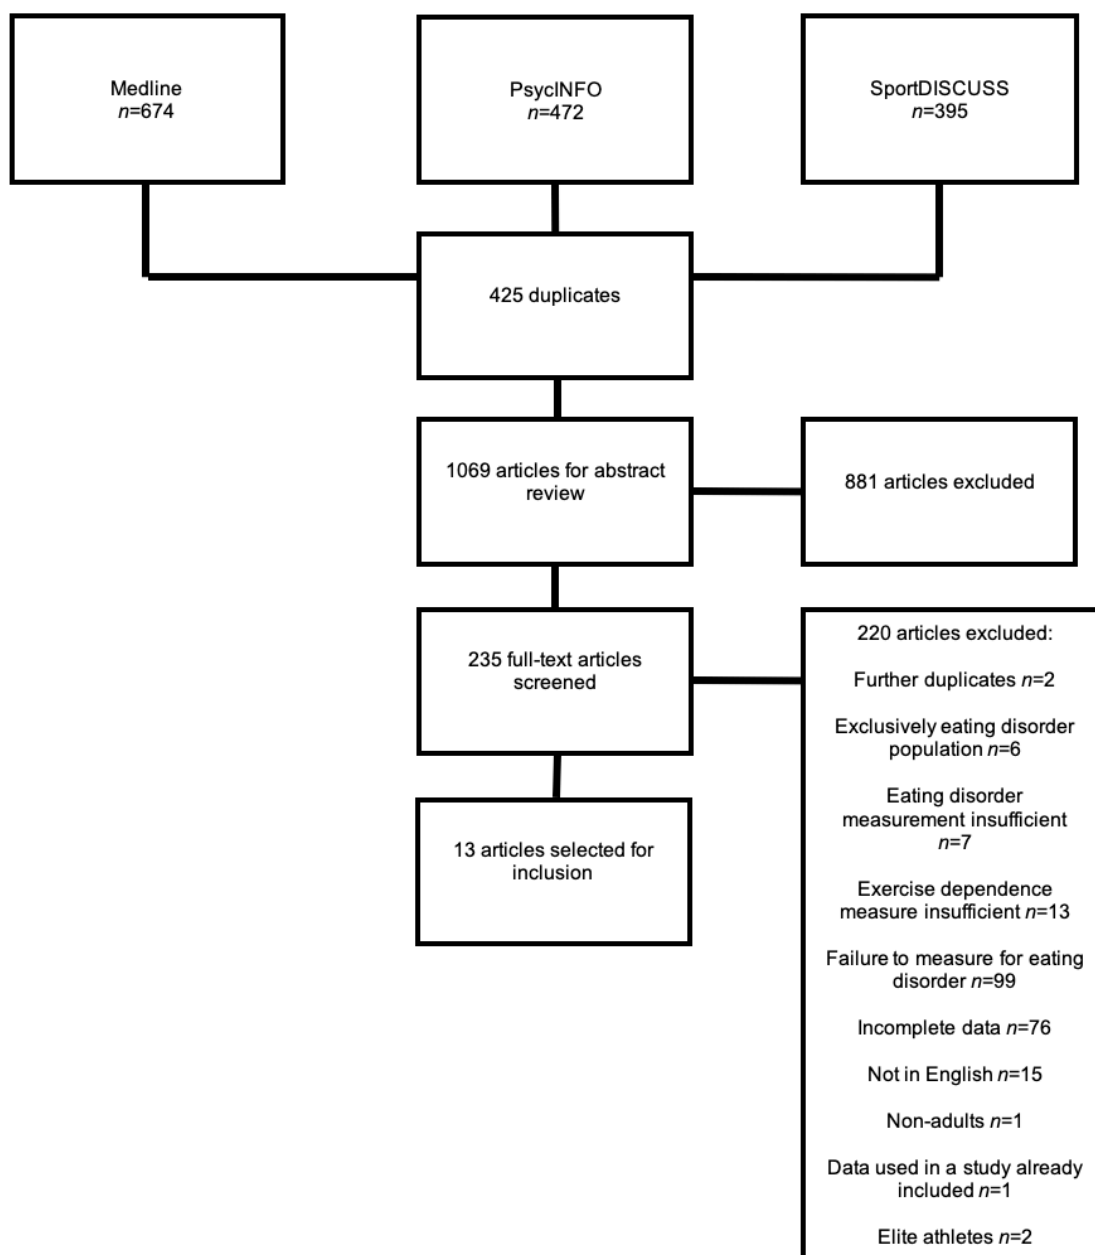 Medline
n=674
PsycINFO
n=472
SportDISCUSS
n=395
425 duplicates
1069 articles for abstract
review
881 articles excluded
235 full-text articles
screened
220 articles excluded:
Further duplicates n=2
Exclusively eating disorder
population n=6
Eating disorder
measurement insufficient
n=7
Exercise dependence
measure insufficient n=13
Failure to measure for eating
disorder n=99
Incomplete data n=76
Not in English n=15
Non-adults n=1
Data used in a study already
included n=1
Elite athletes n=2
13 articles selected for
inclusion